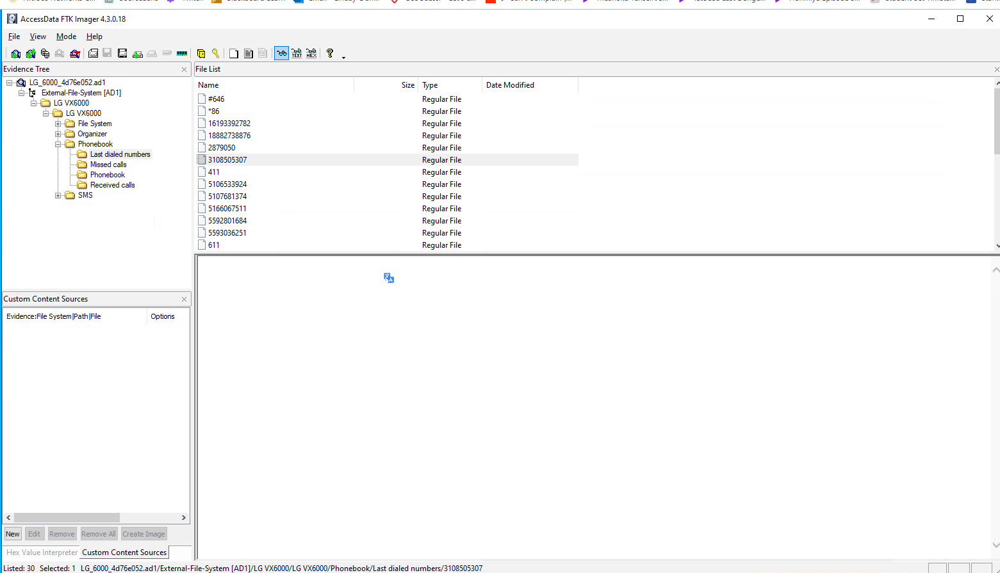 AccessData FTK Imager 4.3.0.18
File View Mode Help
Evidence Tree
LG_6000_4d76e052.ad1
External-File-System [AD1]
LG VX6000
LG VX6000
File System
Organizer
Phonebook
Last dialed numbers
Missed calls
Phonebook
Received calls
SMS
File List
Name Size Type Date Modified
#646 Regular File
*86 Regular File
16193392782 Regular File
18882738876 Regular File
2879050 Regular File
3108505307 Regular File
411 Regular File
5106533924 Regular File
5107681374 Regular File
5166067511 Regular File
5592801684 Regular File
5593036251 Regular File
611 Regular File
Custom Content Sources
Evidence:File System|Path|File Options
New Edit Remove Remove All Create Image
Hex Value Interpreter Custom Content Sources
Listed: 30 Selected: 1 LG_6000_4d76e052.ad1/External-File-System [AD1]/LG VX6000/LG VX6000/Phonebook/Last dialed numbers/3108505307